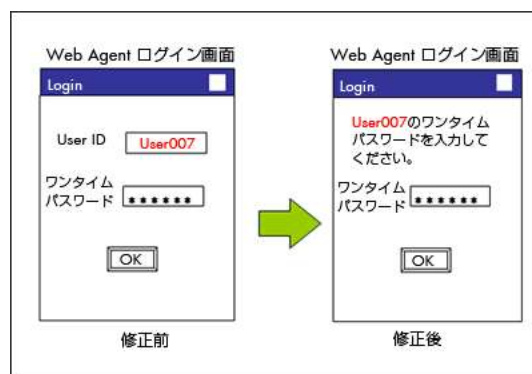 Web Agent ログイン画面
Login
User ID User007
ワンタイム
パスワード ******
OK
修正前
Web Agent ログイン画面
Login
User007のワンタイム
パスワードを入力して
ください。
ワンタイム
パスワード ******
OK
修正後